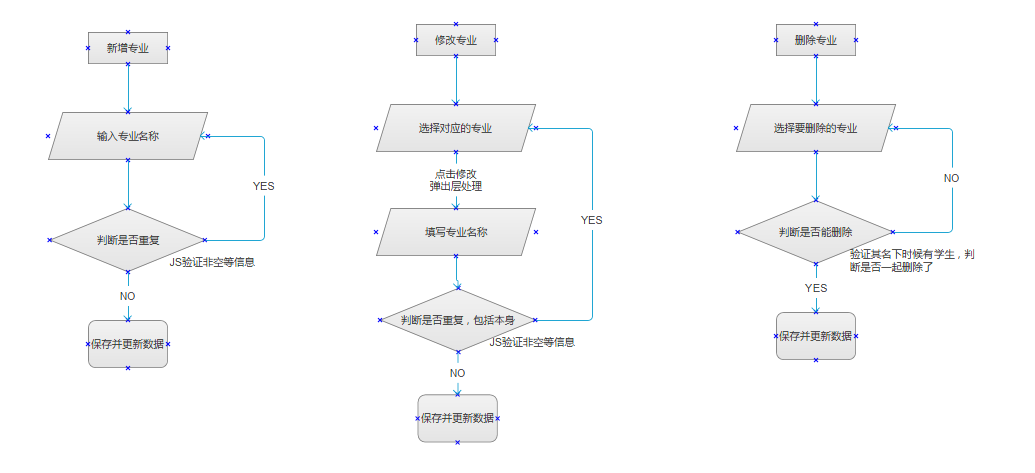 新增专业
输入专业名称
YES
判断是否重复
JS验证非空等信息
NO
保存并更新数据
修改专业
选择对应的专业
点击修改
弹出层处理
YES
填写专业名称
判断是否重复，包括本身
JS验证非空等信息
NO
保存并更新数据
删除专业
选择要删除的专业
NO
判断是否能删除
验证其名下时候有学生，判
断是否一起删除了
YES
保存并更新数据